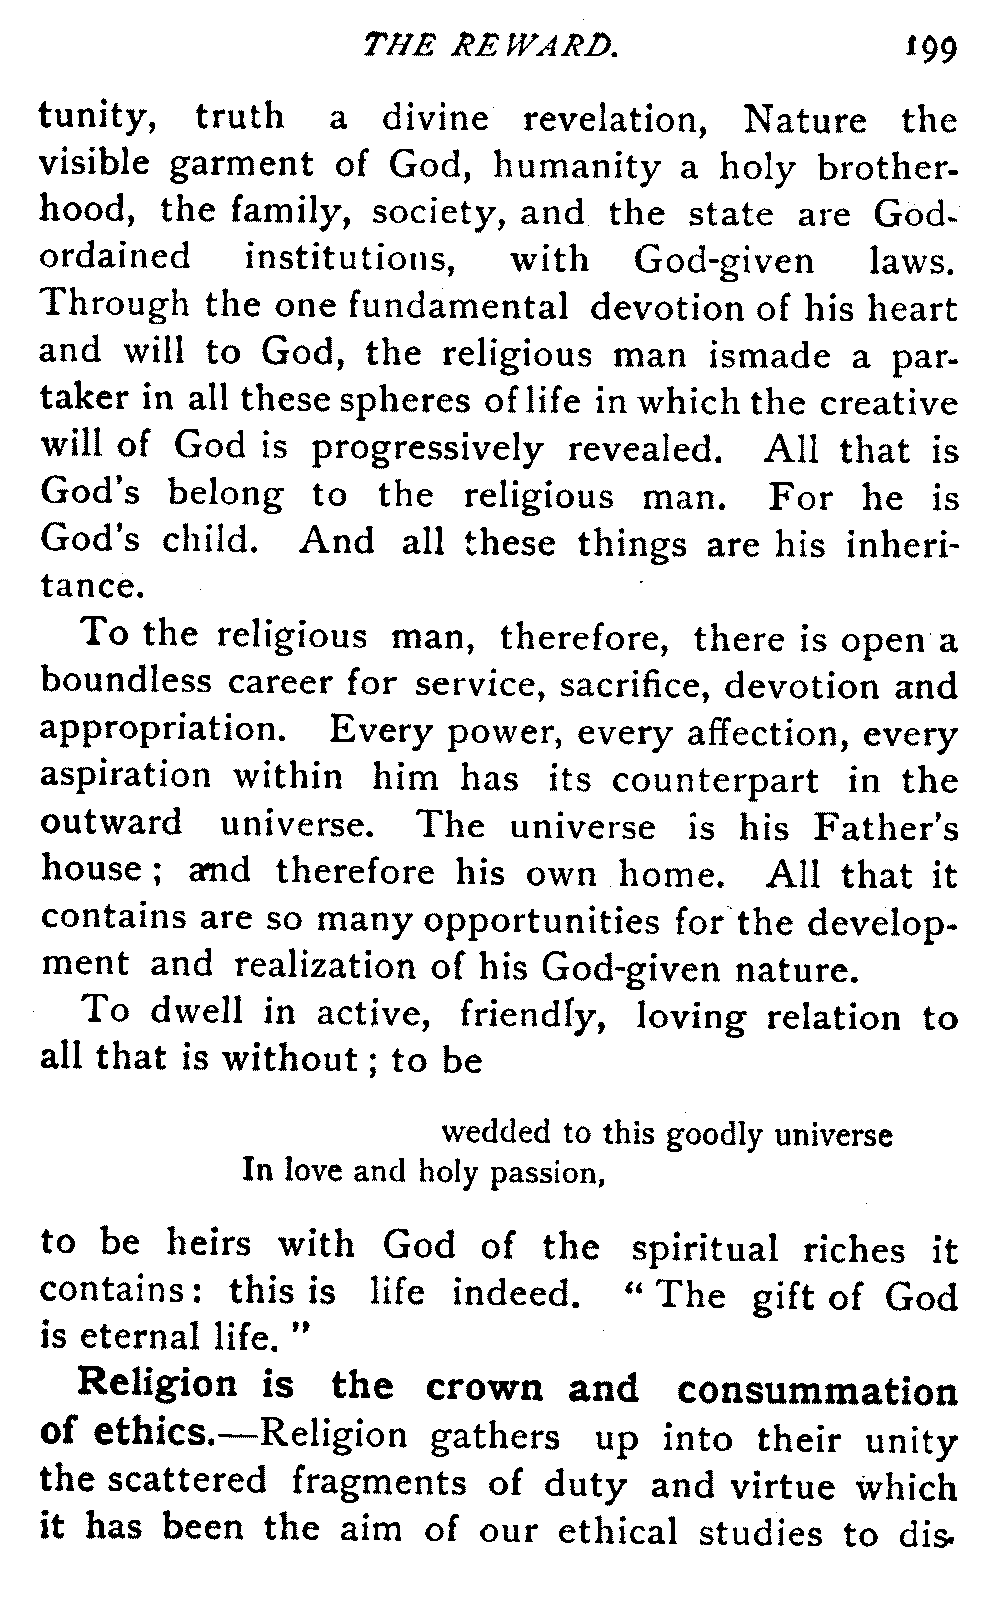 THE REWARD. 199
tunity, truth a divine revelation, Nature the
visible garment of God, humanity a holy brother-
hood, the family, society, and the state are God-
ordained institutions, with God-given laws.
Through the one fundamental devotion of his heart
and will to God, the religious man ismade a par-
taker in all these spheres of life in which the creative
will of God is progressively revealed. All that is
God's belong to the religious man. For he is
God's child. And all these things are his inheri-
tance.
To the religious man, therefore, there is open a
boundless career for service, sacrifice, devotion and
appropriation. Every power, every affection, every
aspiration within him has its counterpart in the
outward universe. The universe is his Father's
house; and therefore his own home. All that it
contains are so many opportunities for the develop-
ment and realization of his God-given nature.
To dwell in active, friendly, loving relation to
all that is without; to be
wedded to this goodly universe
In love and holy passion,
to be heirs with God of the spiritual riches it
contains: this is life indeed. "The gift of God
is eternal life."
Religion is the crown and consummation
of ethics.—Religion gathers up into their unity
the scattered fragments of duty and virtue which
it has been the aim of our ethical studies to dis-